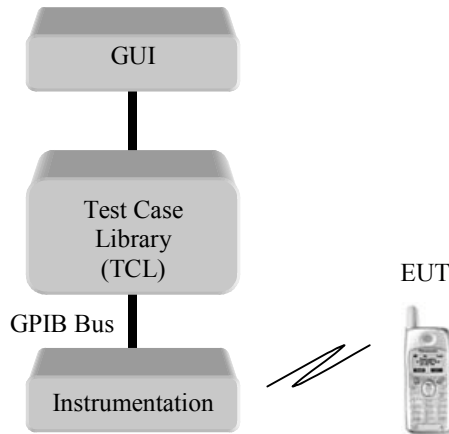 GUI
Test Case
Library
(TCL)
EUT
GPIB Bus
Instrumentation